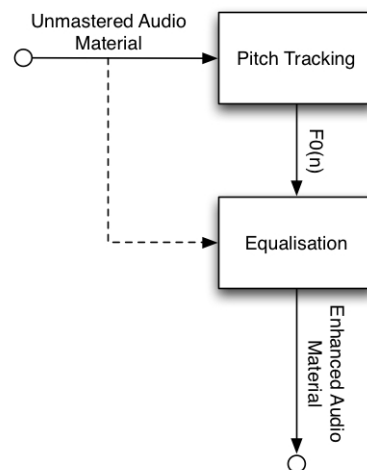 Unmastered Audio
Material
Pitch Tracking
F0(n)
Equalisation
Enhanced Audio
Material